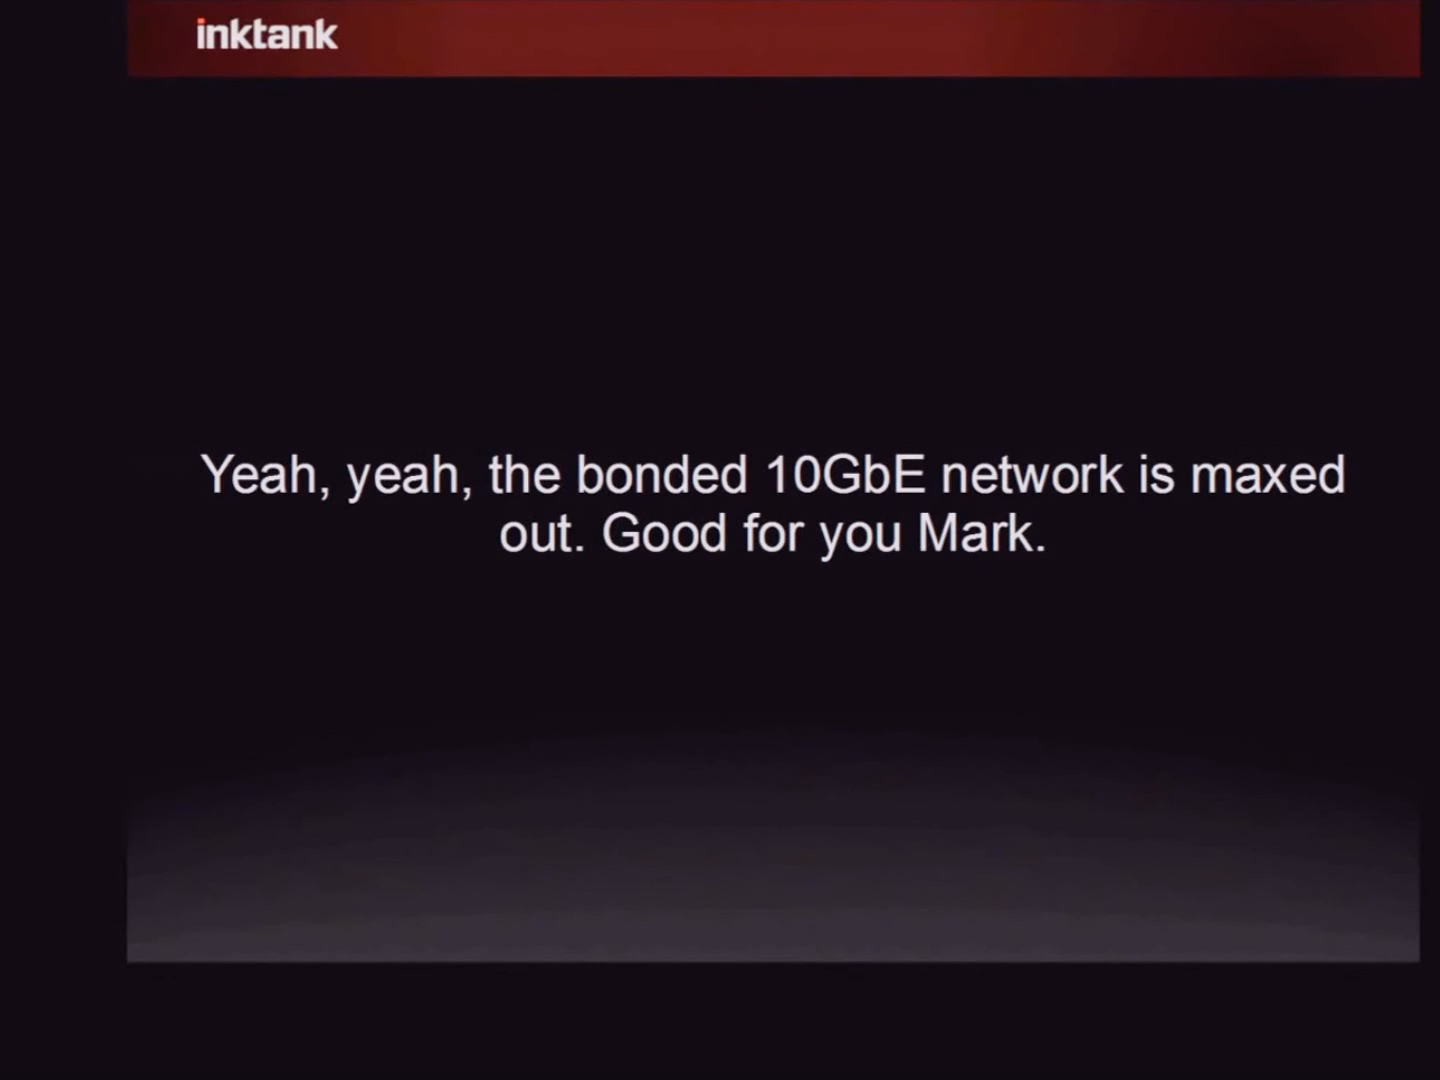 inktank
Yeah, yeah, the bonded 10GbE network is maxed
out. Good for you Mark.